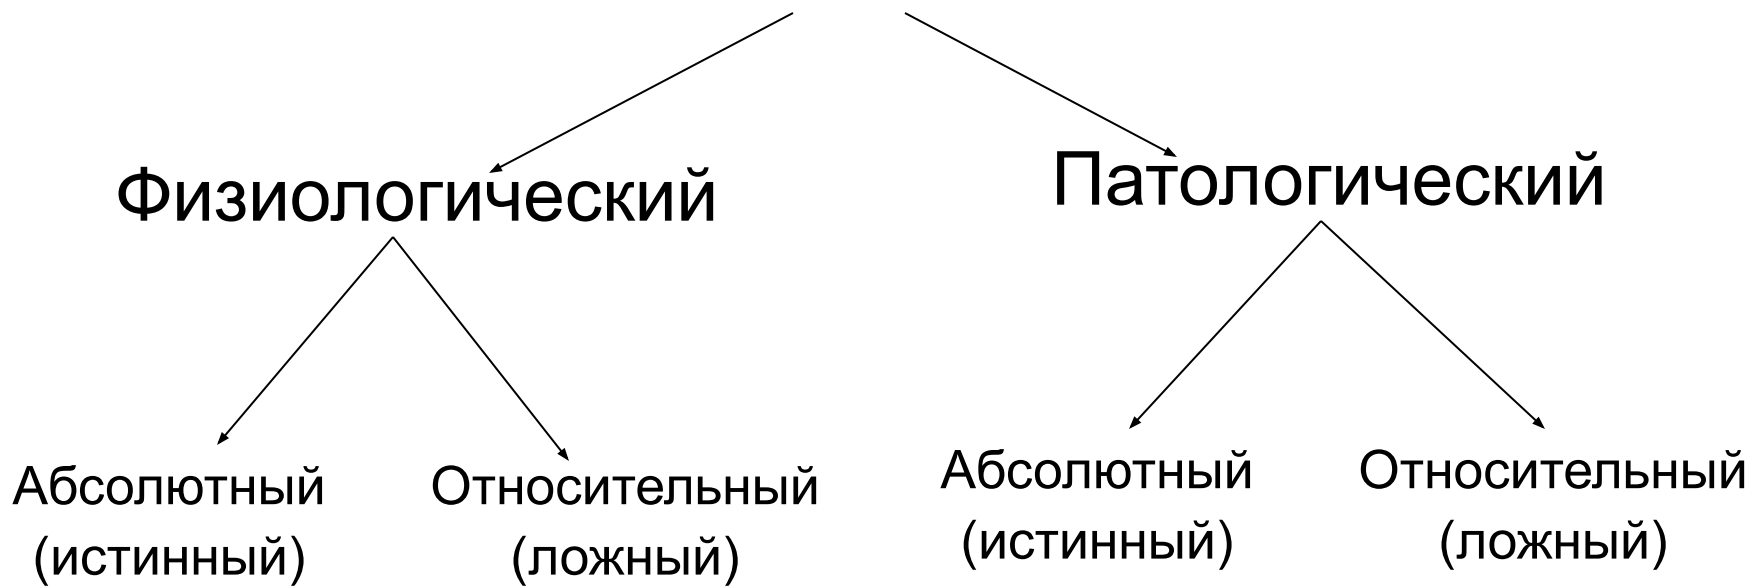 Физиологический
Патологический
Абсолютный
(истинный)
Относительный
(ложный)
Абсолютный
(истинный)
Относительный
(ложный)